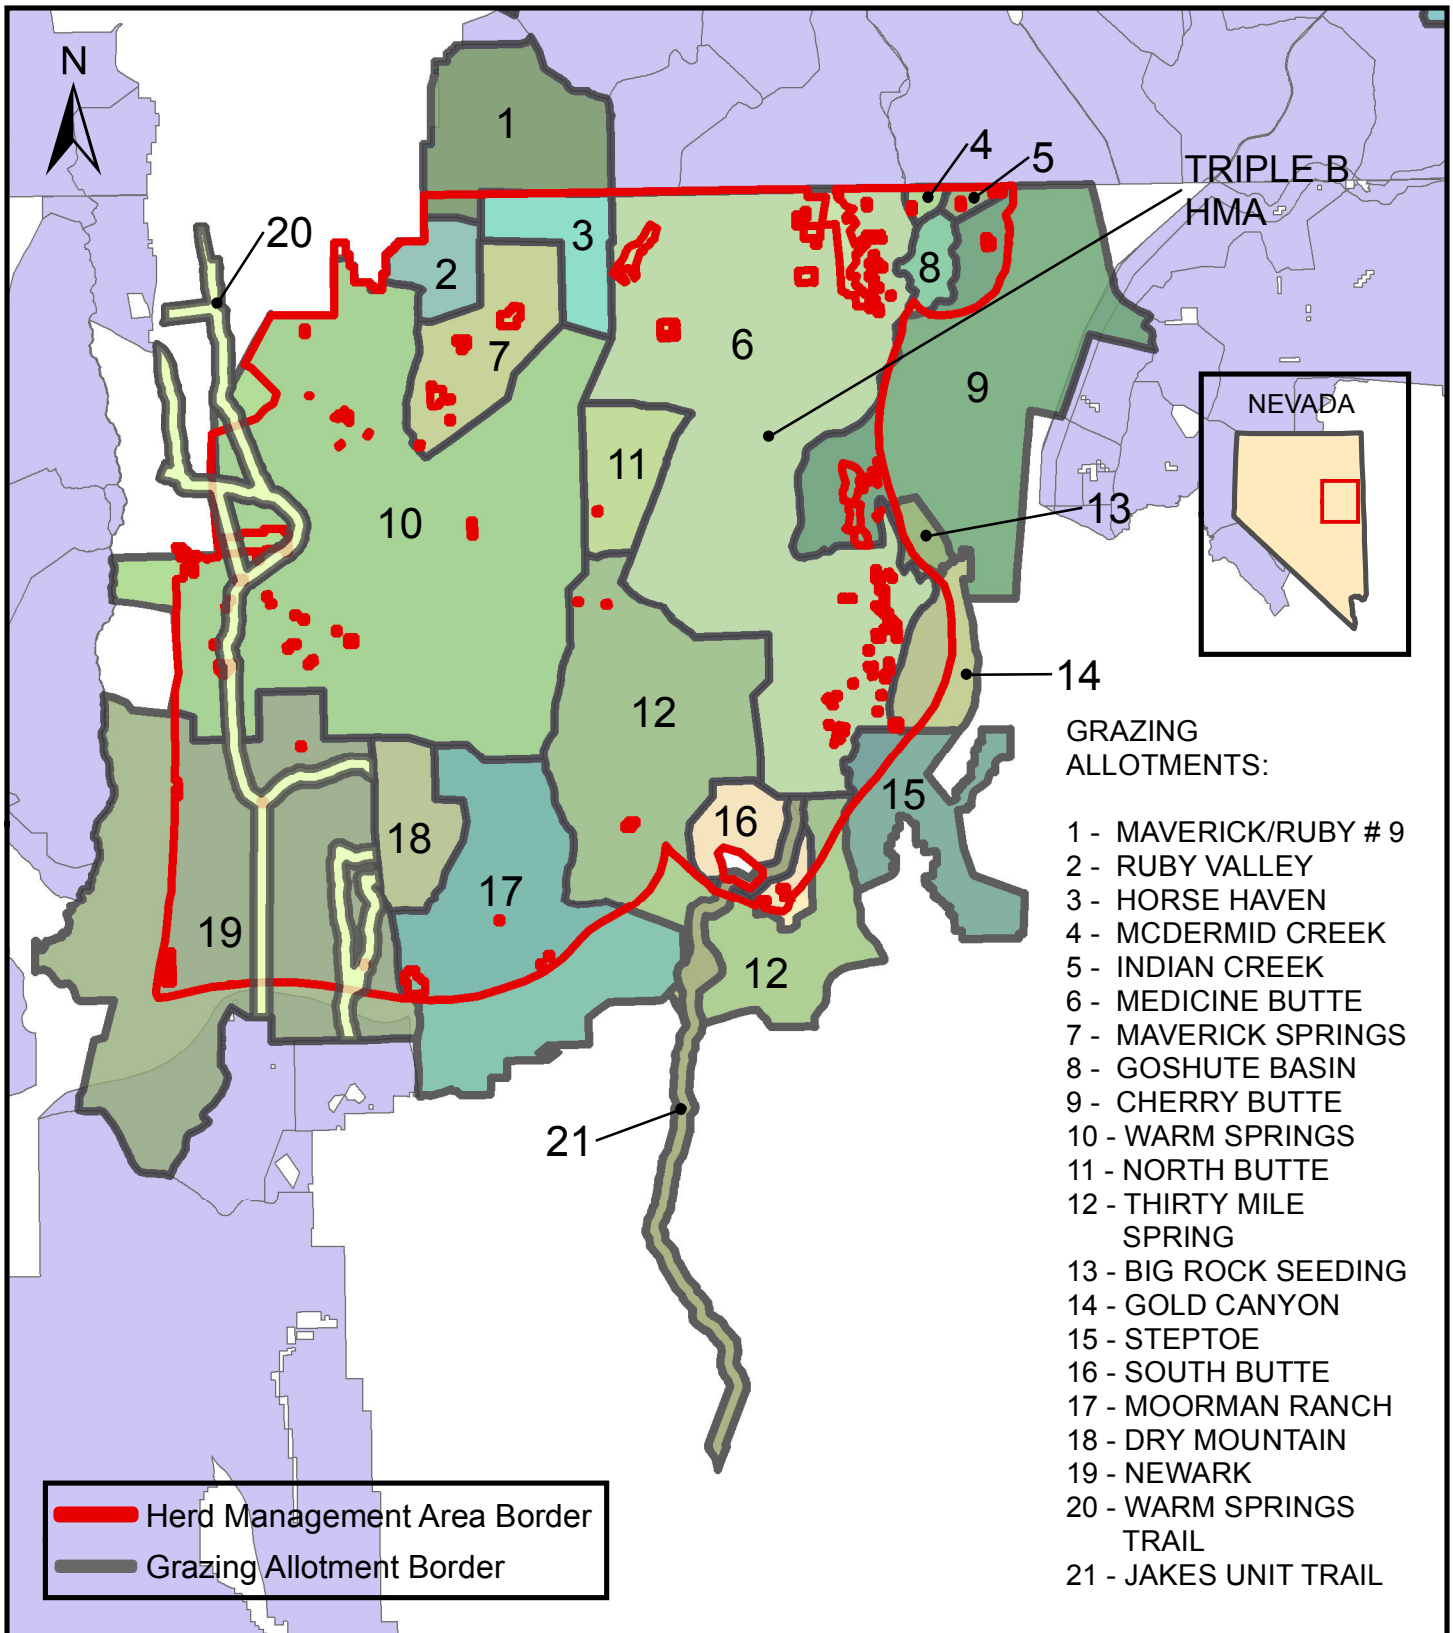 N
1
4
5
TRIPLE B
HMA
20
3
2
8
6
7
9
NEVADA
11
10
13
14
12
GRAZING
ALLOTMENTS:
15
16
18
17
19
12
21
1 - MAVERICK/RUBY # 9
2 - RUBY VALLEY
3 - HORSE HAVEN
4 - MCDERMID CREEK
5 - INDIAN CREEK
6 - MEDICINE BUTTE
7 - MAVERICK SPRINGS
8 - GOSHUTE BASIN
9 - CHERRY BUTTE
10 - WARM SPRINGS
11 - NORTH BUTTE
12 - THIRTY MILE
SPRING
13 - BIG ROCK SEEDING
14 - GOLD CANYON
15 - STEPTOE
16 - SOUTH BUTTE
17 - MOORMAN RANCH
18 - DRY MOUNTAIN
19 - NEWARK
20 - WARM SPRINGS
TRAIL
21 - JAKES UNIT TRAIL
Herd Management Area Border
Grazing Allotment Border